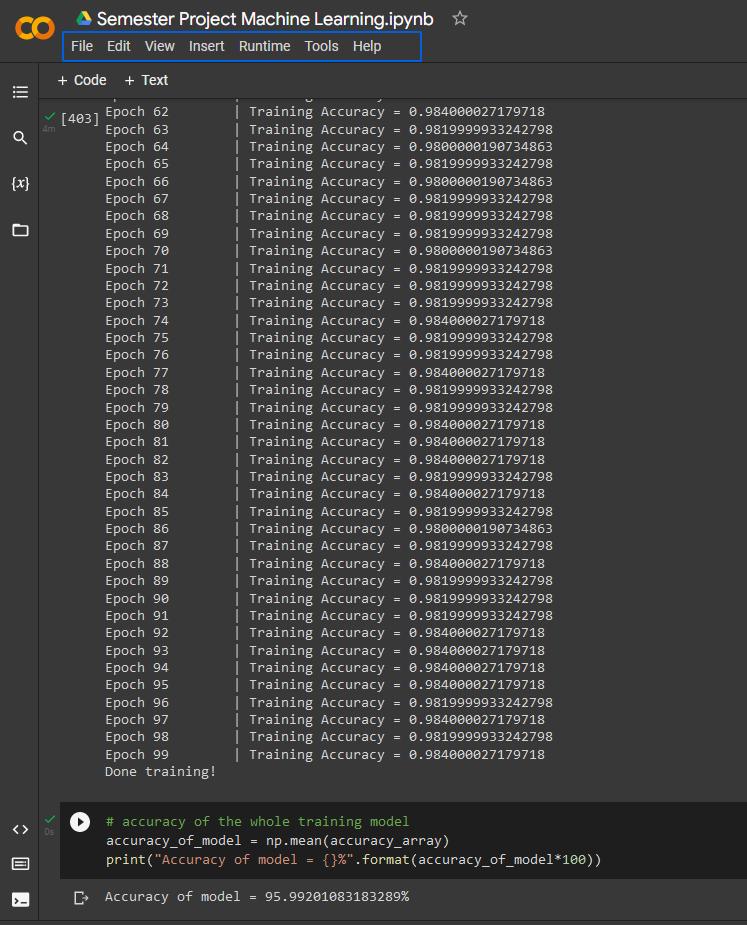 Semester Project Machine Learning.ipynb
File Edit View Insert Runtime Tools Help
+ Code + Text
[403]
4m
Epoch 62 | Training Accuracy = 0.984000027179718
Epoch 63 | Training Accuracy = 0.9819999933242798
Epoch 64 | Training Accuracy = 0.9800000190734863
Epoch 65 | Training Accuracy = 0.9819999933242798
Epoch 66 | Training Accuracy = 0.9800000190734863
Epoch 67 | Training Accuracy = 0.9819999933242798
Epoch 68 | Training Accuracy = 0.9819999933242798
Epoch 69 | Training Accuracy = 0.9819999933242798
Epoch 70 | Training Accuracy = 0.9800000190734863
Epoch 71 | Training Accuracy = 0.9819999933242798
Epoch 72 | Training Accuracy = 0.9819999933242798
Epoch 73 | Training Accuracy = 0.9819999933242798
Epoch 74 | Training Accuracy = 0.984000027179718
Epoch 75 | Training Accuracy = 0.9819999933242798
Epoch 76 | Training Accuracy = 0.9819999933242798
Epoch 77 | Training Accuracy = 0.984000027179718
Epoch 78 | Training Accuracy = 0.9819999933242798
Epoch 79 | Training Accuracy = 0.9819999933242798
Epoch 80 | Training Accuracy = 0.984000027179718
Epoch 81 | Training Accuracy = 0.984000027179718
Epoch 82 | Training Accuracy = 0.984000027179718
Epoch 83 | Training Accuracy = 0.9819999933242798
Epoch 84 | Training Accuracy = 0.984000027179718
Epoch 85 | Training Accuracy = 0.9819999933242798
Epoch 86 | Training Accuracy = 0.9800000190734863
Epoch 87 | Training Accuracy = 0.9819999933242798
Epoch 88 | Training Accuracy = 0.984000027179718
Epoch 89 | Training Accuracy = 0.9819999933242798
Epoch 90 | Training Accuracy = 0.9819999933242798
Epoch 91 | Training Accuracy = 0.9819999933242798
Epoch 92 | Training Accuracy = 0.984000027179718
Epoch 93 | Training Accuracy = 0.984000027179718
Epoch 94 | Training Accuracy = 0.984000027179718
Epoch 95 | Training Accuracy = 0.984000027179718
Epoch 96 | Training Accuracy = 0.9819999933242798
Epoch 97 | Training Accuracy = 0.984000027179718
Epoch 98 | Training Accuracy = 0.9819999933242798
Epoch 99 | Training Accuracy = 0.984000027179718
Done training!
0s
# accuracy of the whole training model
accuracy_of_model = np.mean(accuracy_array)
print("Accuracy of model = {}%".format(accuracy_of_model*100))
Accuracy of model = 95.99201083183289%